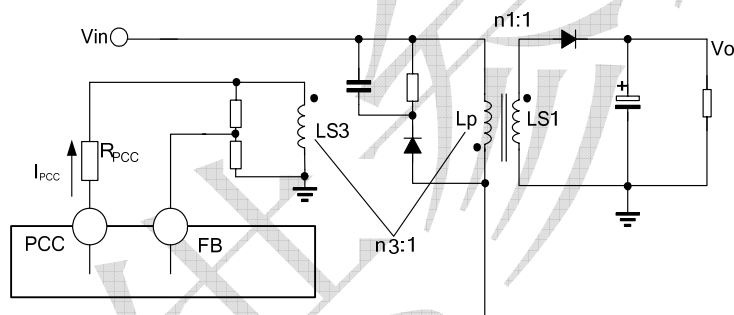 Vin
n1:1
Vo
LS3
Lp
LS1
RPCC
IPCC
PCC
FB
n3:1